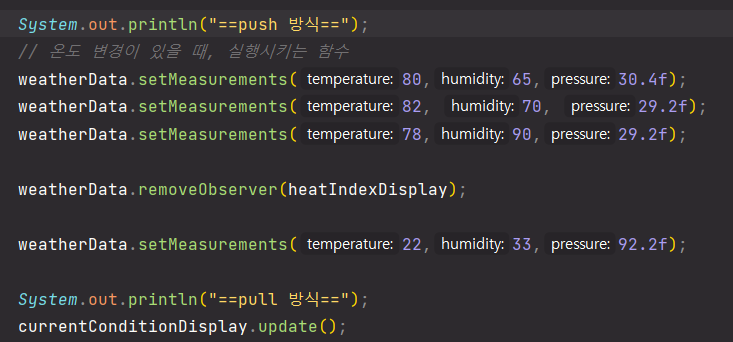 System.out.println("==push 방식==");
// 온도 변경이 있을 때, 실행시키는 함수
weatherData.setMeasurements( temperature: 80, humidity: 65, pressure: 30.4f);
weatherData.setMeasurements( temperature: 82, humidity: 70, pressure: 29.2f);
weatherData.setMeasurements( temperature: 78, humidity: 90, pressure: 29.2f);
weatherData.removeObserver(heatIndexDisplay);
weatherData.setMeasurements( temperature: 22, humidity: 33, pressure: 92.2f);
System.out.println("==pull 방식==");
currentConditionDisplay.update();